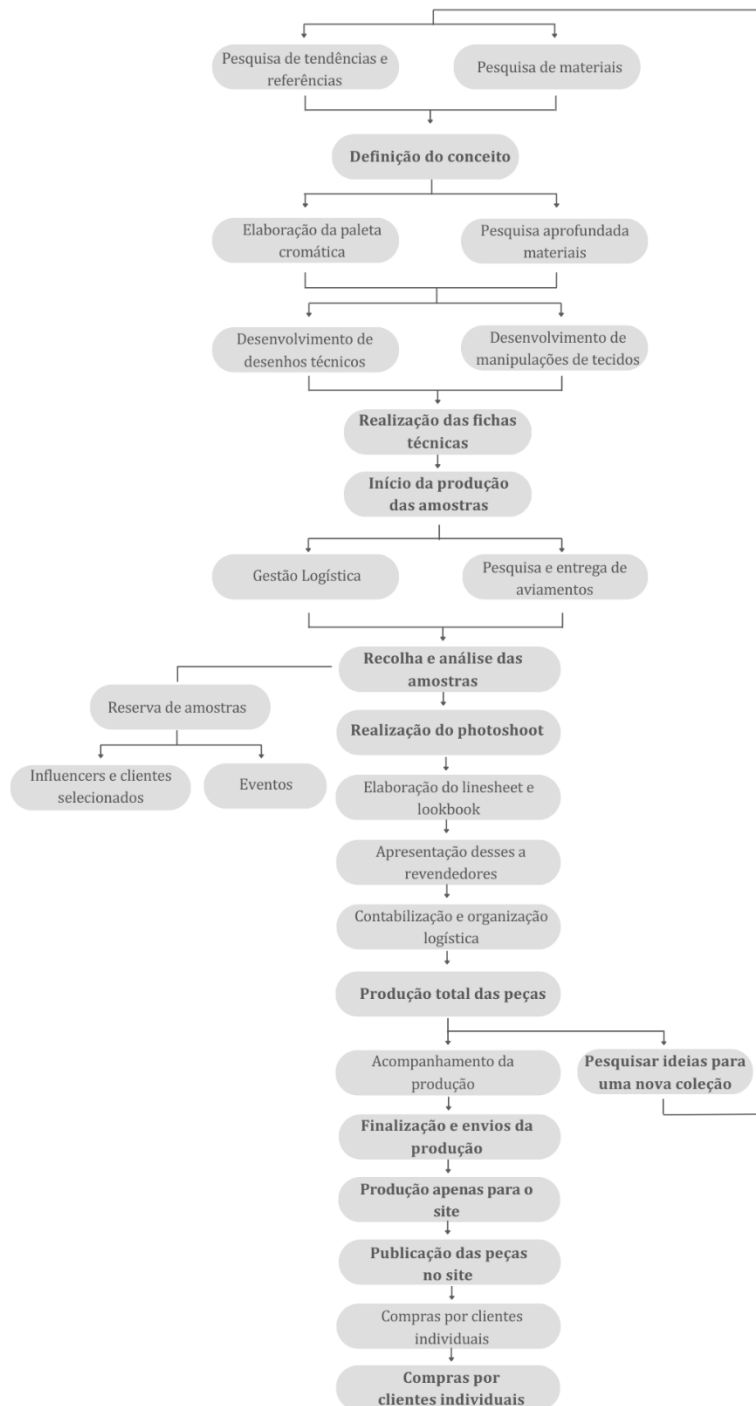 Pesquisa de tendências e
referências
Pesquisa de materiais
Definição do conceito
Elaboração da paleta
cromática
Pesquisa aprofundada
materiais
Desenvolvimento de
desenhos técnicos
Desenvolvimento de
manipulações de tecidos
Realização das fichas
técnicas
Início da produção
das amostras
Gestão Logística
Pesquisa e entrega de
aviamentos
Recolha e análise das
amostras
Reserva de amostras
Influencers e clientes
selecionados
Eventos
Realização do photoshoot
Elaboração do linesheet e
lookbook
Apresentação desses a
revendedores
Contabilização e organização
logística
Produção total das peças
Acompanhamento da
produção
Pesquisar ideias para
uma nova coleção
Finalização e envios da
produção
Produção apenas para o
site
Publicação das peças
no site
Compras por clientes
individuais
Compras por
clientes individuais